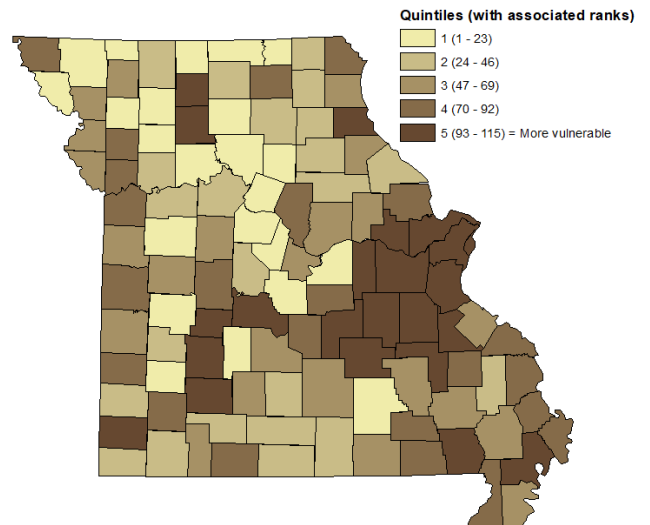 Quintiles (with associated ranks)
1 (1 - 23)
2 (24 - 46)
3 (47 - 69)
4 (70 - 92)
5 (93 - 115) = More vulnerable